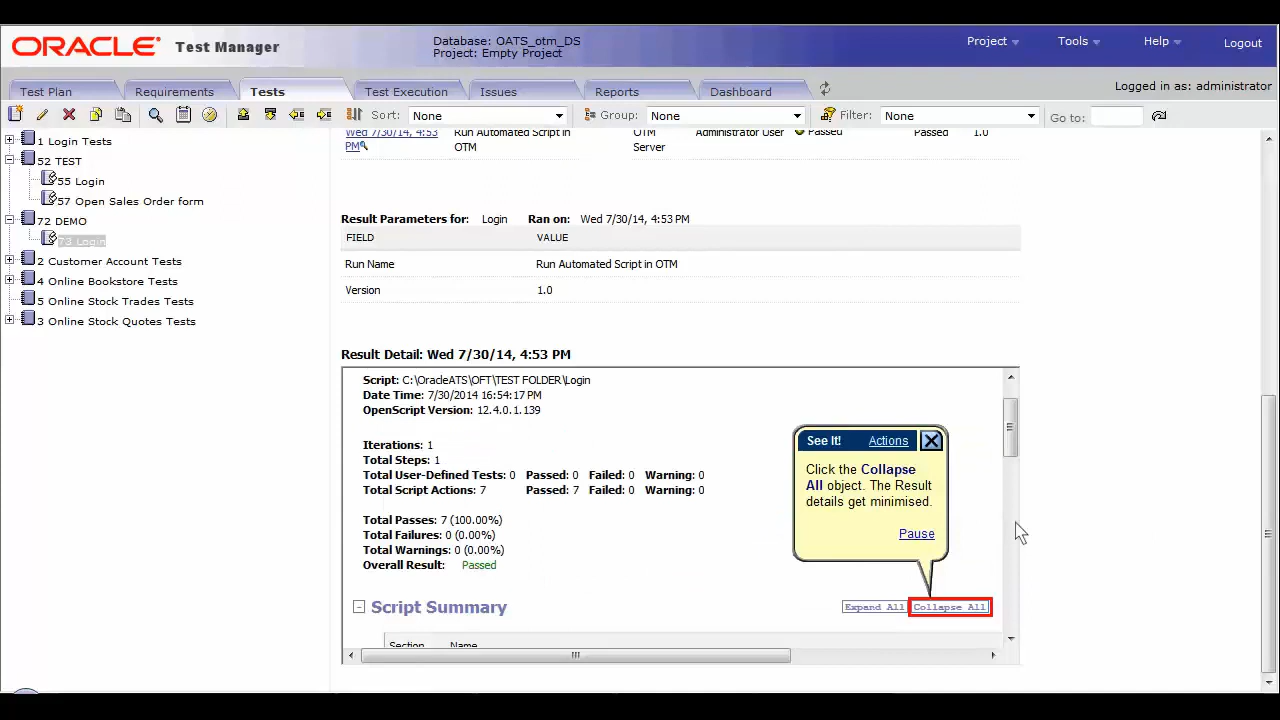 ORACLE Test Manager
Database: OATS_otm_DS
Project: Empty Project
Project
Tools
Help
Logout
Test Plan
Requirements
Tests
Test Execution
Issues
Reports
Dashboard
Logged in as: administrator
Sort: None
Group: None
Filter: None
Go to:
1 Login Tests
52 TEST
55 Login
57 Open Sales Order form
72 DEMO
73 Login
2 Customer Account Tests
4 Online Bookstore Tests
5 Online Stock Trades Tests
3 Online Stock Quotes Tests
Wed 7/30/14, 4:53 Run Automated Script in OTM Administrator User Passed Passed 1.0
PM OTM Server
Result Parameters for: Login Ran on: Wed 7/30/14, 4:53 PM
FIELD VALUE
Run Name Run Automated Script in OTM
Version 1.0
Result Detail: Wed 7/30/14, 4:53 PM
Script: C:\OracleATS\OFT\TEST FOLDER\Login
Date Time: 7/30/2014 16:54:17 PM
OpenScript Version: 12.4.0.1.139
Iterations: 1
Total Steps: 1
Total User-Defined Tests: 0 Passed: 0 Failed: 0 Warning: 0
Total Script Actions: 7 Passed: 7 Failed: 0 Warning: 0
Total Passes: 7 (100.00%)
Total Failures: 0 (0.00%)
Total Warnings: 0 (0.00%)
Overall Result: Passed
See It! Actions
Click the Collapse
All object. The Result
details get minimised.
Pause
Script Summary
Expand All Collapse All
Section Name